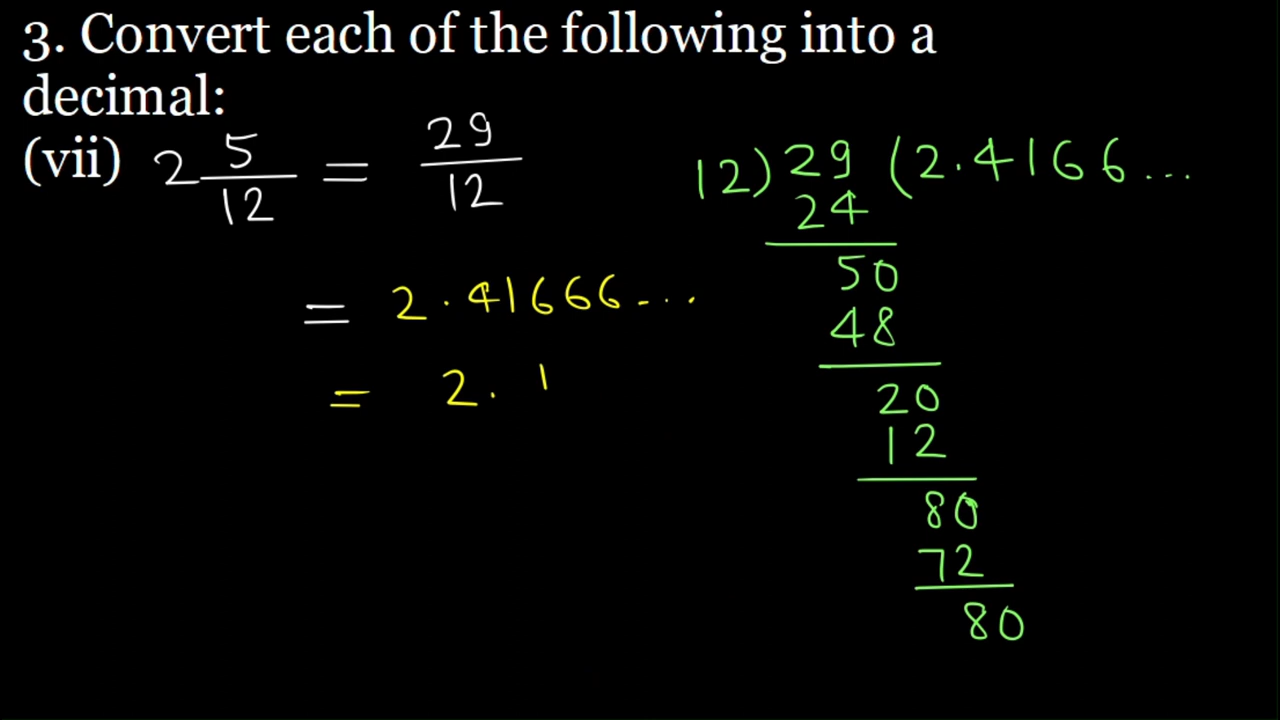 3. Convert each of the following into a
decimal:
(vii) 2 5/12 = 29/12
= 2.41666...
= 2. 1
12) 29 (2.4166...
24
50
48
20
12
80
72
80